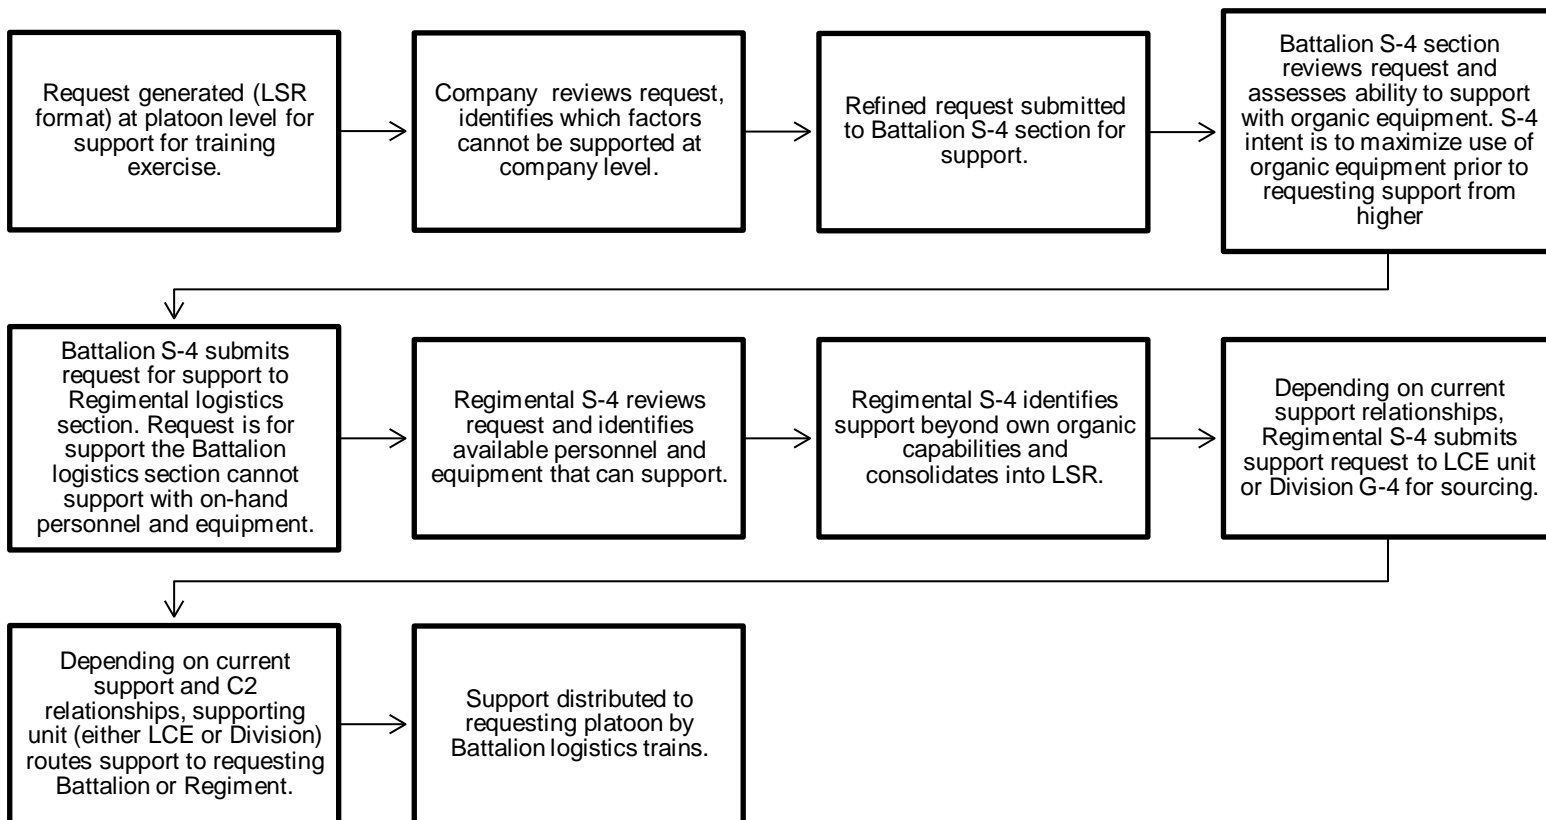 Request generated (LSR
format) at platoon level for
support for training
exercise.
Company  reviews request,
identifies which factors
cannot be supported at
company level.
Refined request submitted
to Battalion S-4 section for
support.
Battalion S-4 section
reviews request and
assesses ability to support
with organic equipment. S-4
intent is to maximize use of
organic equipment prior to
requesting support from
higher
Battalion S-4 submits
request for support to
Regimental logistics
section. Request is for
support the Battalion
logistics section cannot
support with on-hand
personnel and equipment.
Regimental S-4 reviews
request and identifies
available personnel and
equipment that can support.
Regimental S-4 identifies
support beyond own organic
capabilities and
consolidates into LSR.
Depending on current
support relationships,
Regimental S-4 submits
support request to LCE unit
or Division G-4 for sourcing.
Depending on current
support and C2
relationships, supporting
unit (either LCE or Division)
routes support to requesting
Battalion or Regiment.
Support distributed to
requesting platoon by
Battalion logistics trains.